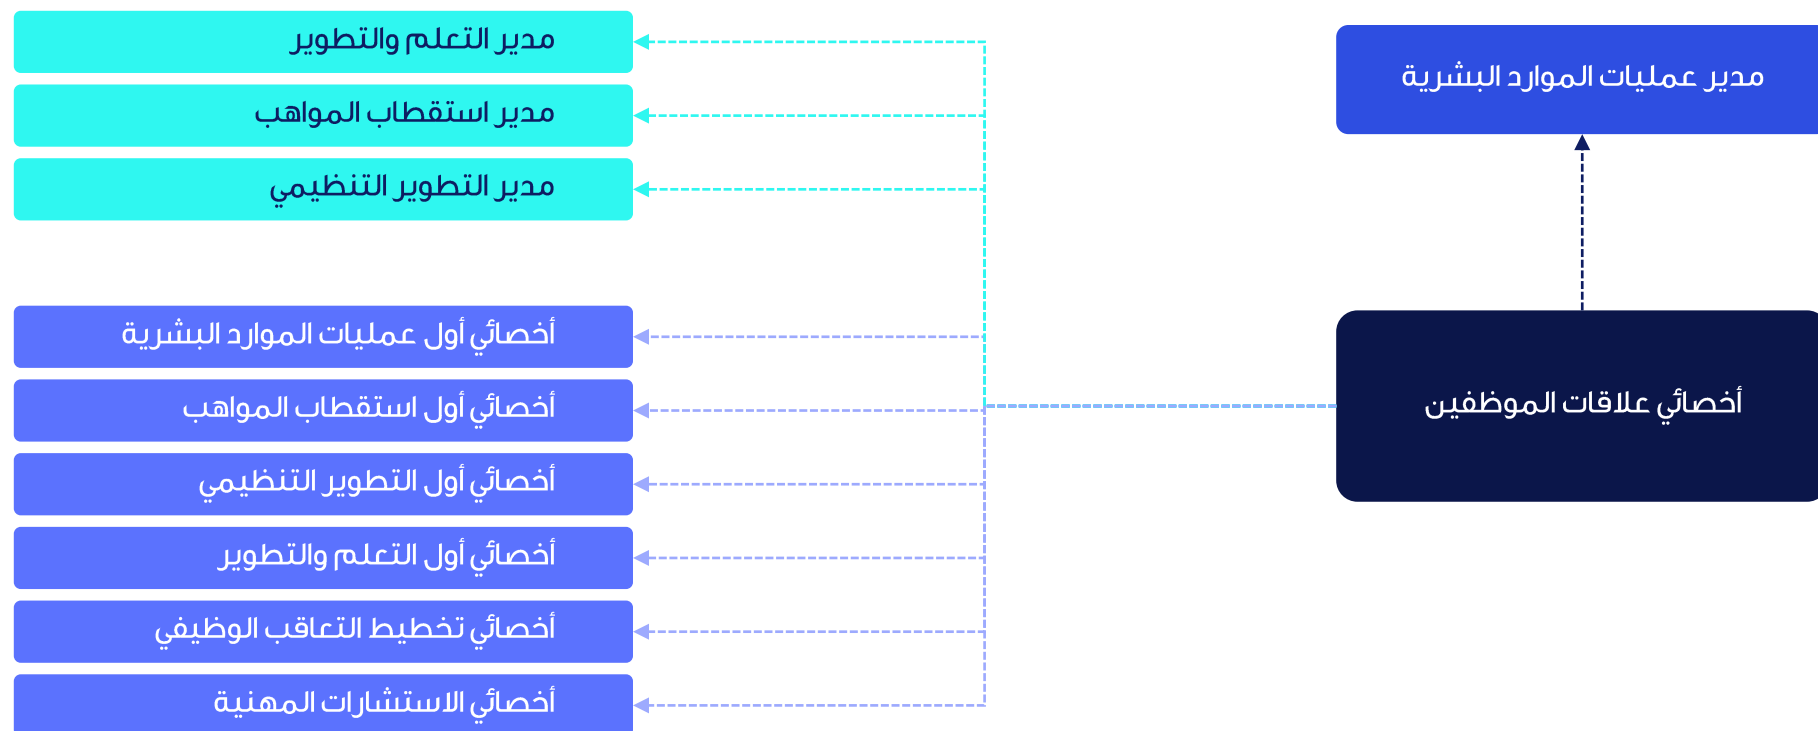 مدير عمليات الموارد البشرية
أخصائي علاقات الموظفين
مدير التعلم والتطوير
مدير استقطاب المواهب
مدير التطوير التنظيمي
أخصائي أول عمليات الموارد البشرية
أخصائي أول استقطاب المواهب
أخصائي أول التطوير التنظيمي
أخصائي أول التعلم والتطوير
أخصائي تخطيط التعاقب الوظيفي
أخصائي الاستشارات المهنية